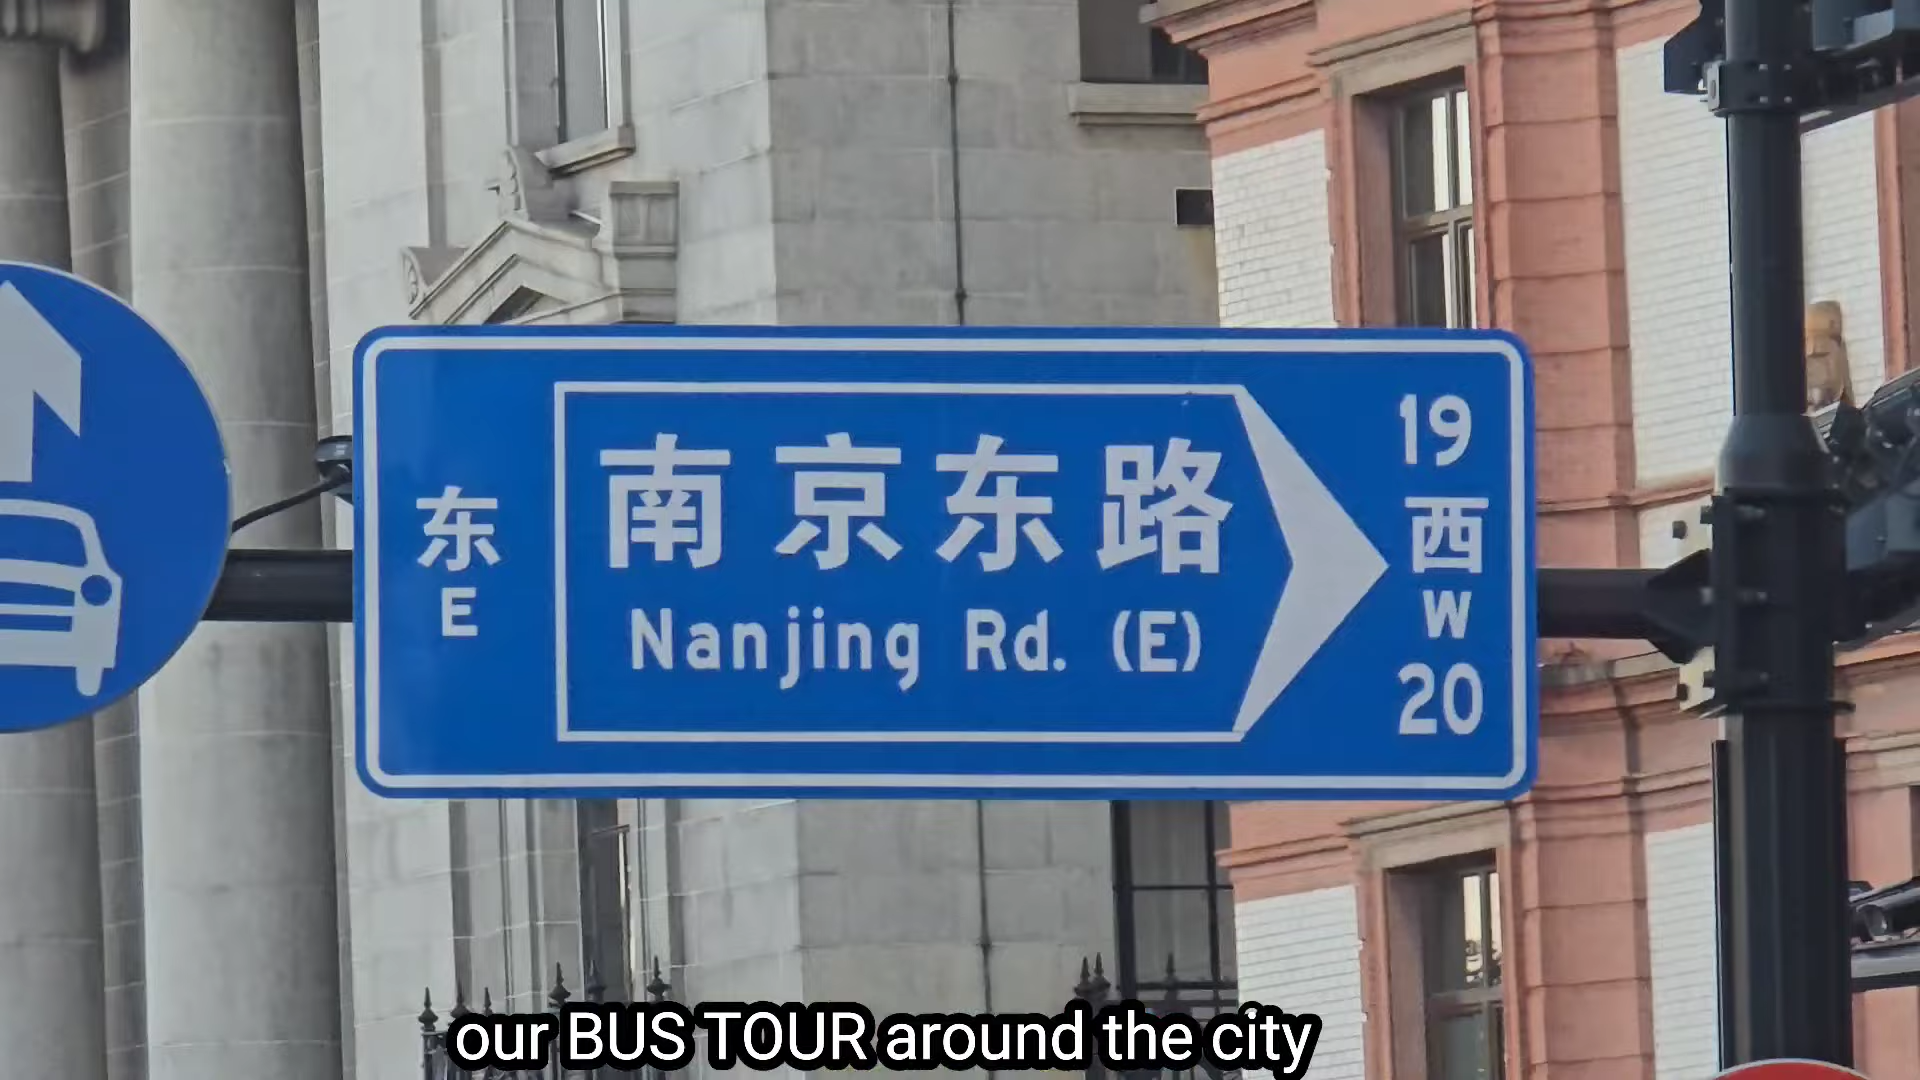 东
E
南京东路
Nanjing Rd. (E)
19
西
W
20
our BUS TOUR around the city